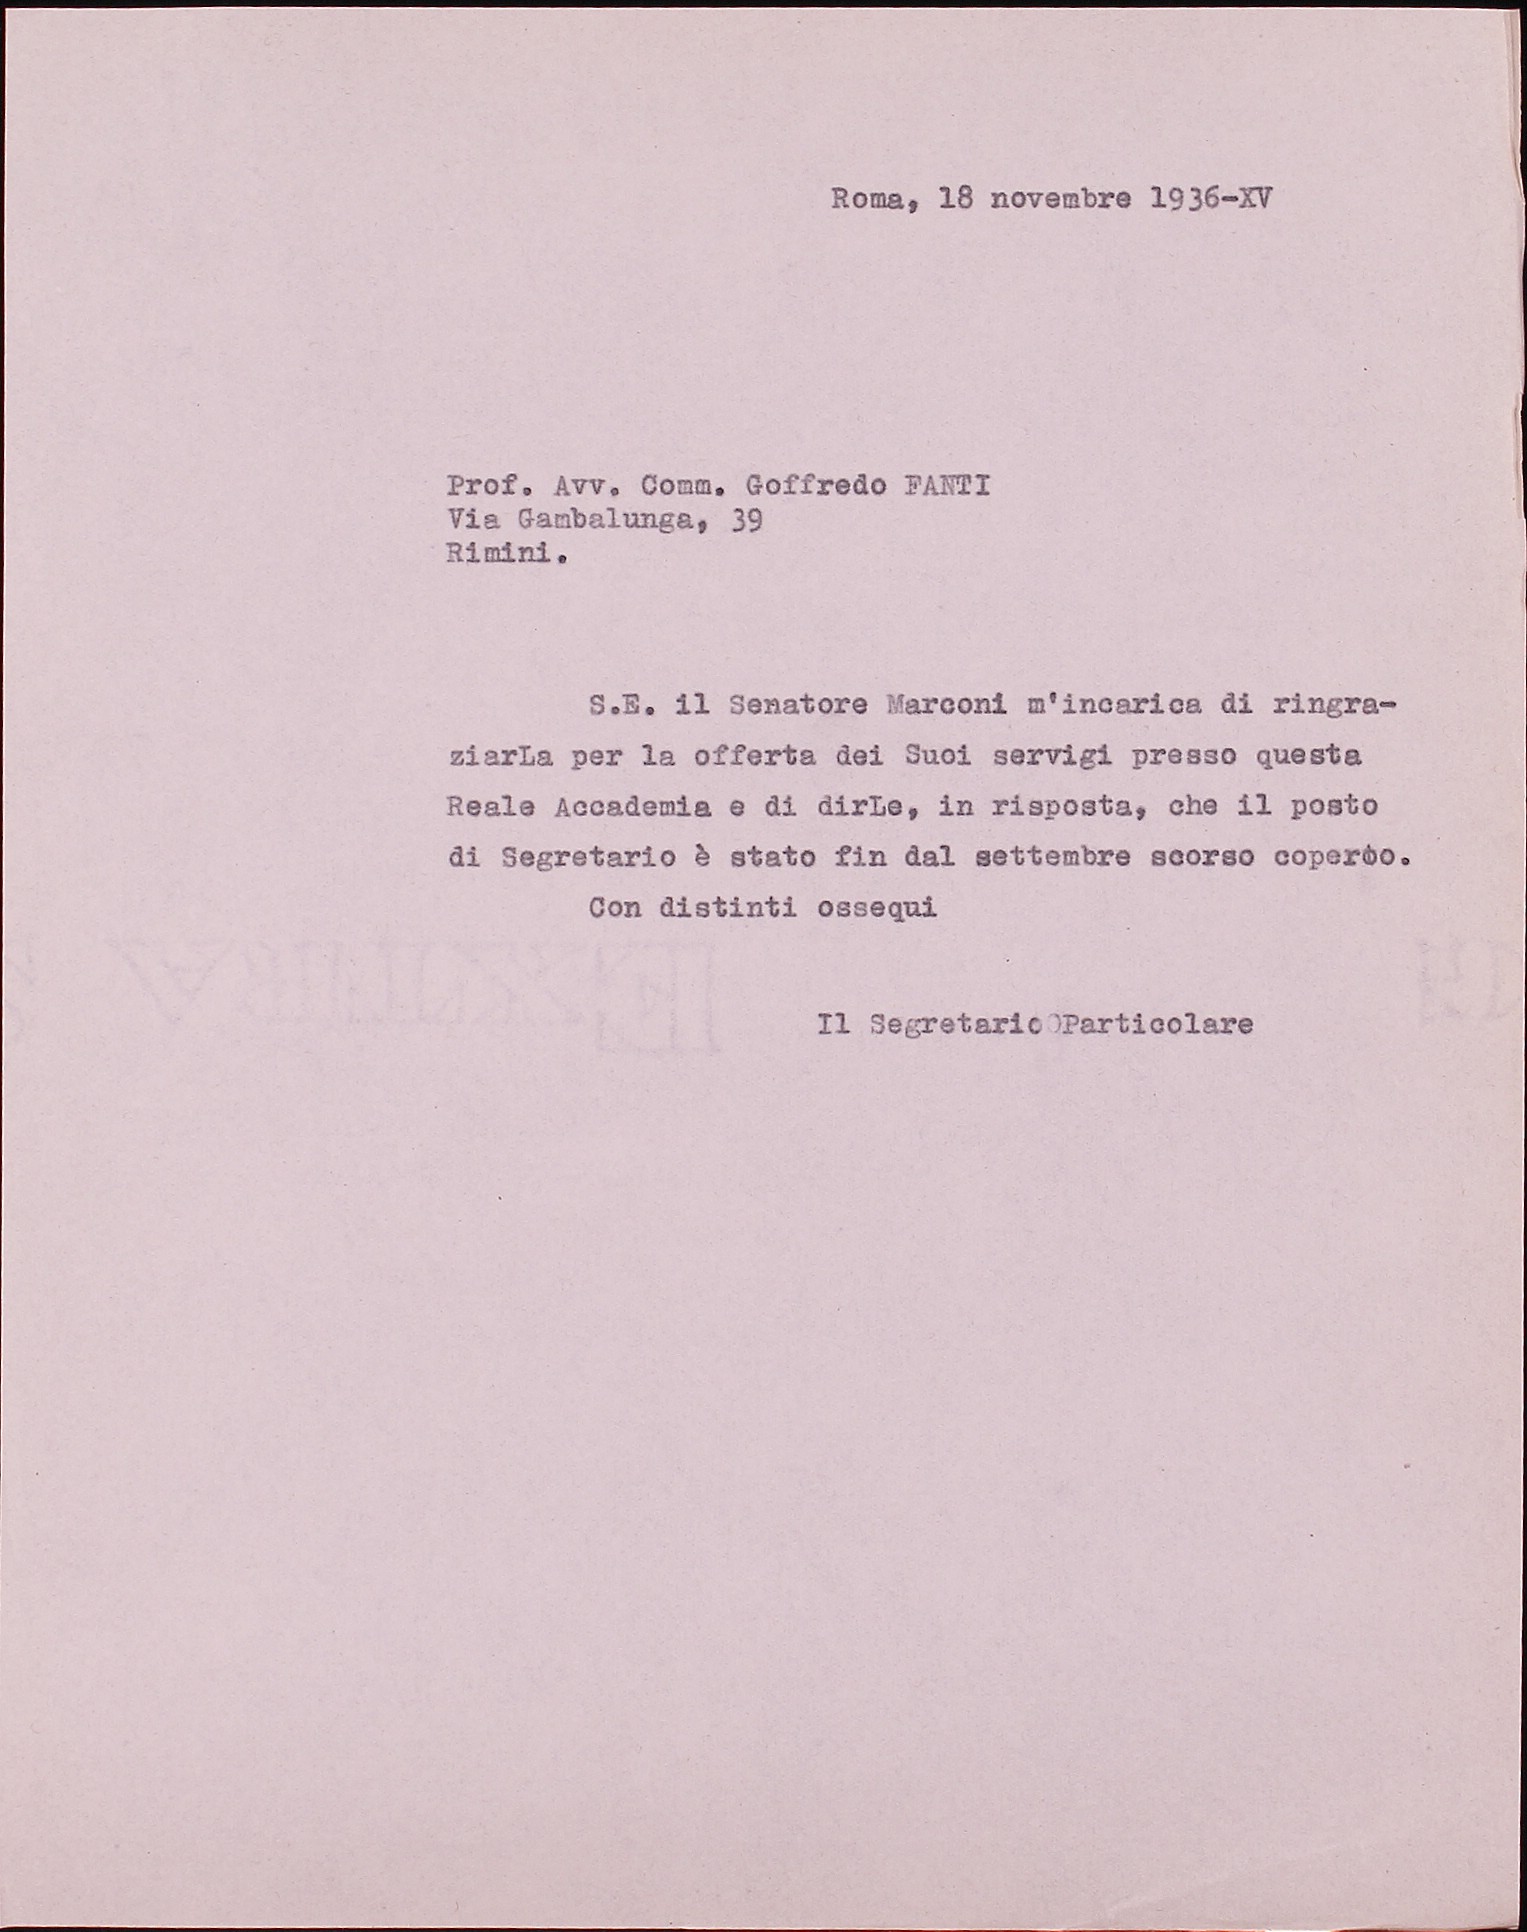 Roma, 18 novembre 1936-XV
Prof. Avv. Comm. Goffredo FANTI
Via Gambalunga, 39
Rimini.
S.E. il Senatore Marconi m'incarica di ringra-
ziarLa per la offerta dei Suoi servigi presso questa
Reale Accademia e di dirLe, in risposta, che il posto
di Segretario è stato fin dal settembre scorso coperto.
Con distinti ossequi
Il Segretario Particolare